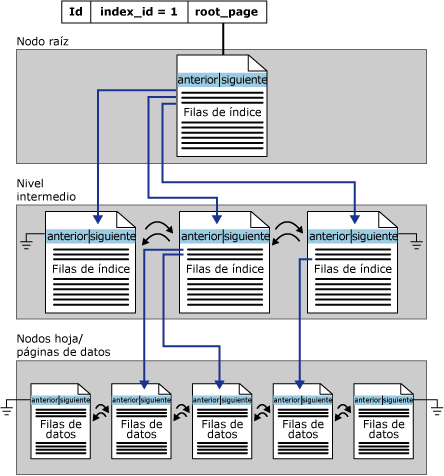 Id index_id = 1 root_page
Nodo raíz
anterior siguiente
Filas de índice
Nivel
intermedio
anterior siguiente
Filas de índice
anterior siguiente
Filas de índice
anterior siguiente
Filas de índice
Nodos hoja/
páginas de datos
anterior siguiente
Filas de
datos
anterior siguiente
Filas de
datos
anterior siguiente
Filas de
datos
anterior siguiente
Filas de
datos
anterior siguiente
Filas de
datos